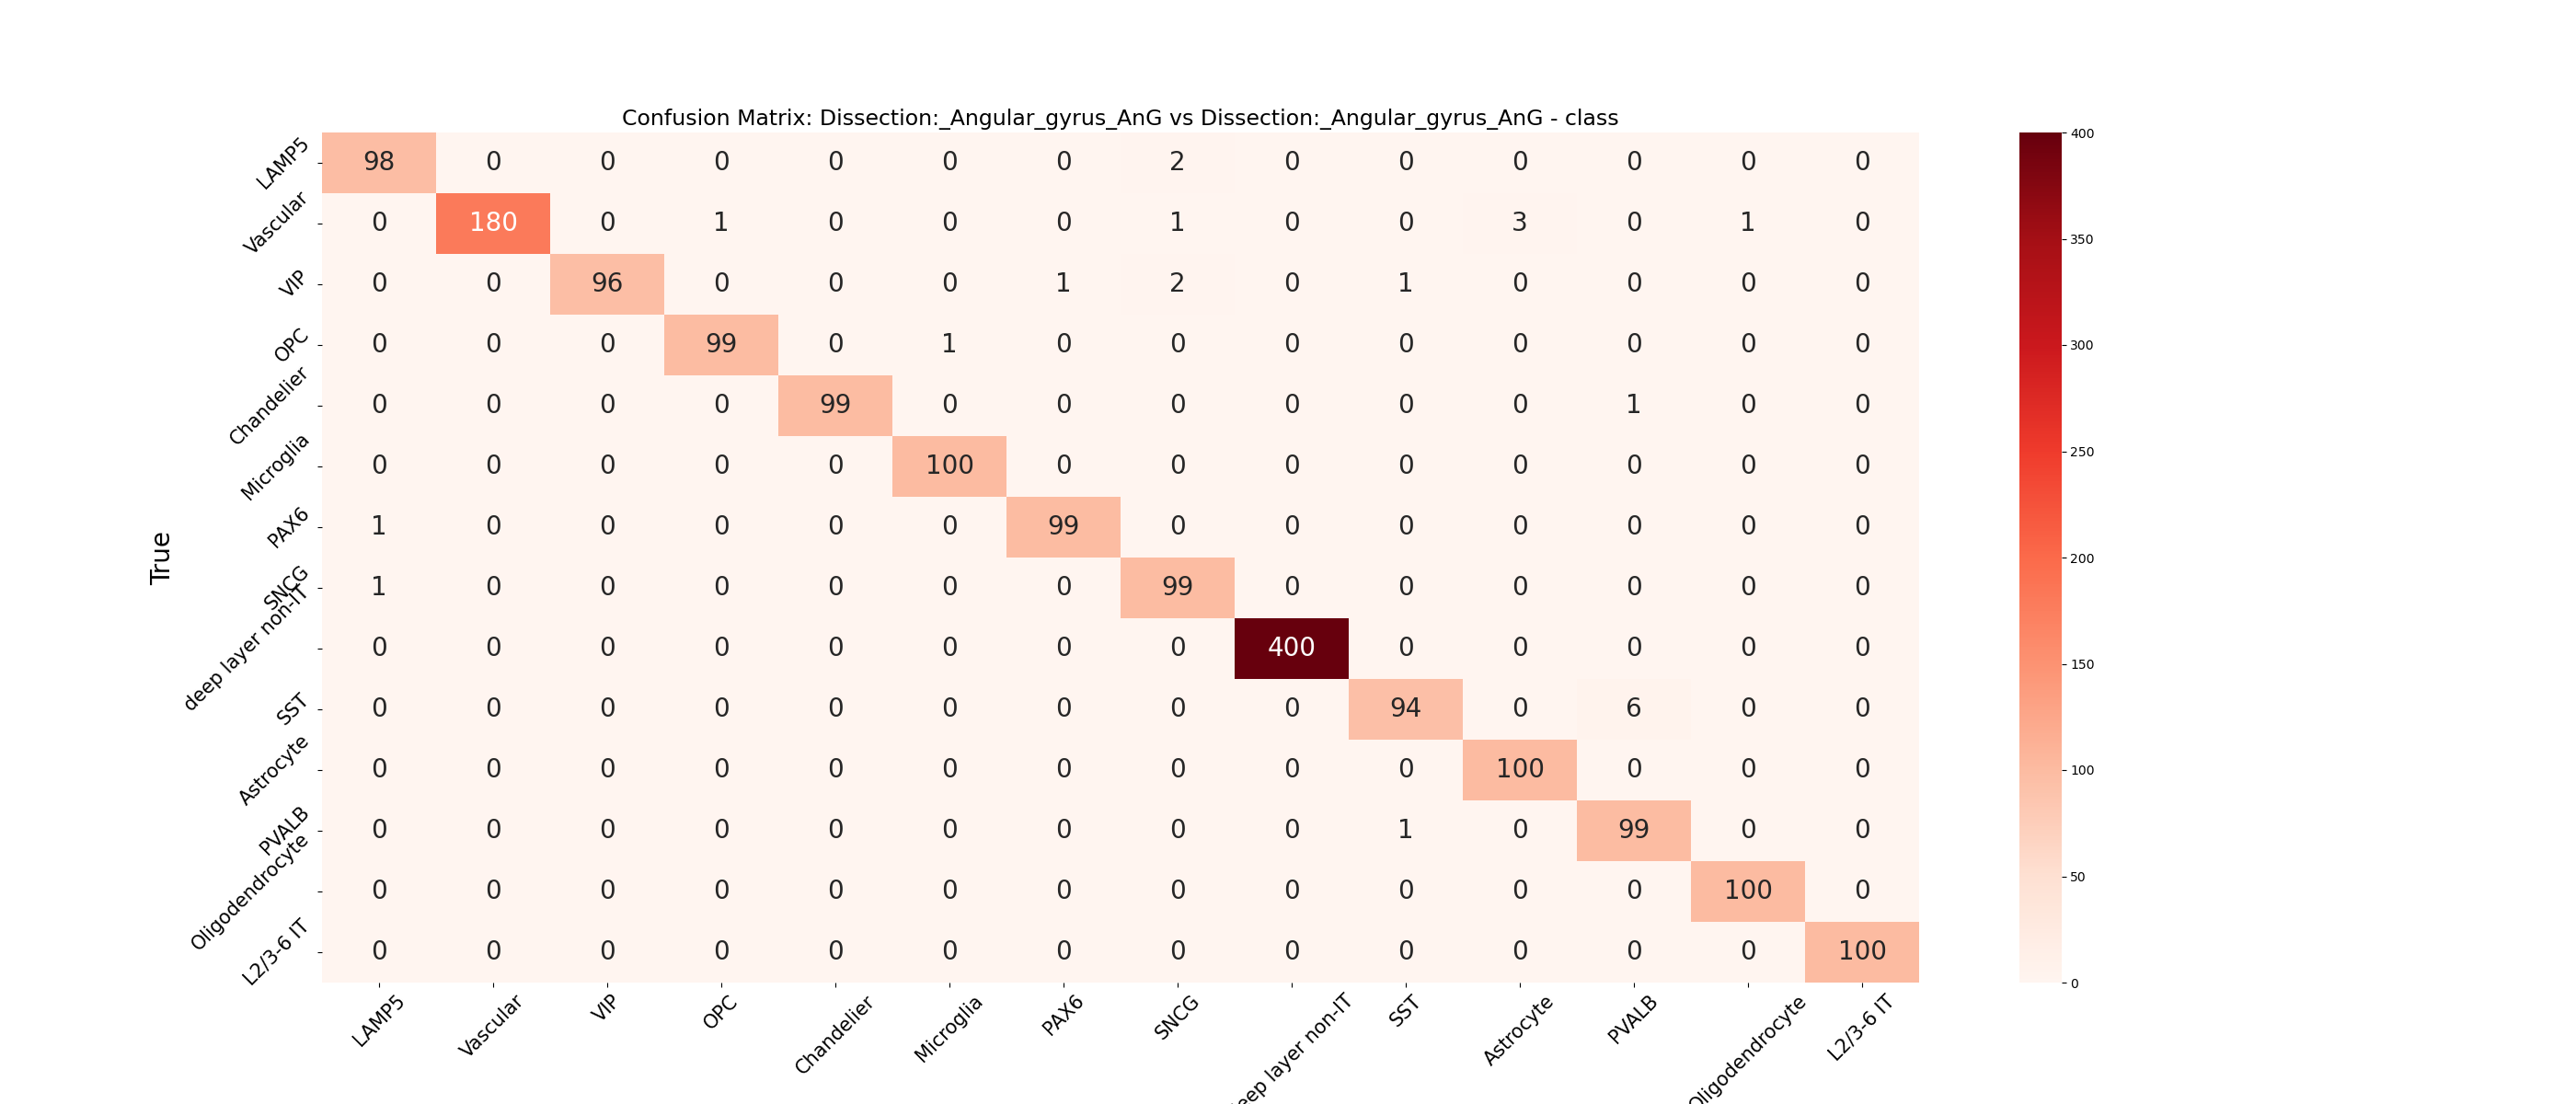 Confusion Matrix: Dissection:_Angular_gyrus_AnG vs Dissection:_Angular_gyrus_AnG - class
True
LAMP5 98 0 0 0 0 0 0 2 0 0 0 0 0 0
Vascular 0 180 0 1 0 0 0 1 0 0 3 0 1 0
VIP 0 0 96 0 0 0 1 2 0 1 0 0 0 0
OPC 0 0 0 99 0 1 0 0 0 0 0 0 0 0
Chandelier 0 0 0 0 99 0 0 0 0 0 0 1 0 0
Microglia 0 0 0 0 0 100 0 0 0 0 0 0 0 0
PAX6 1 0 0 0 0 0 99 0 0 0 0 0 0 0
SNCG 1 0 0 0 0 0 0 99 0 0 0 0 0 0
deep layer non-IT 0 0 0 0 0 0 0 0 400 0 0 0 0 0
SST 0 0 0 0 0 0 0 0 0 94 0 6 0 0
Astrocyte 0 0 0 0 0 0 0 0 0 0 100 0 0 0
PVALB 0 0 0 0 0 0 0 0 0 1 0 99 0 0
Oligodendrocyte 0 0 0 0 0 0 0 0 0 0 0 0 100 0
L2/3-6 IT 0 0 0 0 0 0 0 0 0 0 0 0 0 100
LAMP5 Vascular VIP OPC Chandelier Microglia PAX6 SNCG eep layer non-IT SST Astrocyte PVALB Oligodendrocyte L2/3-6 IT
400
350
300
250
200
150
100
50
0